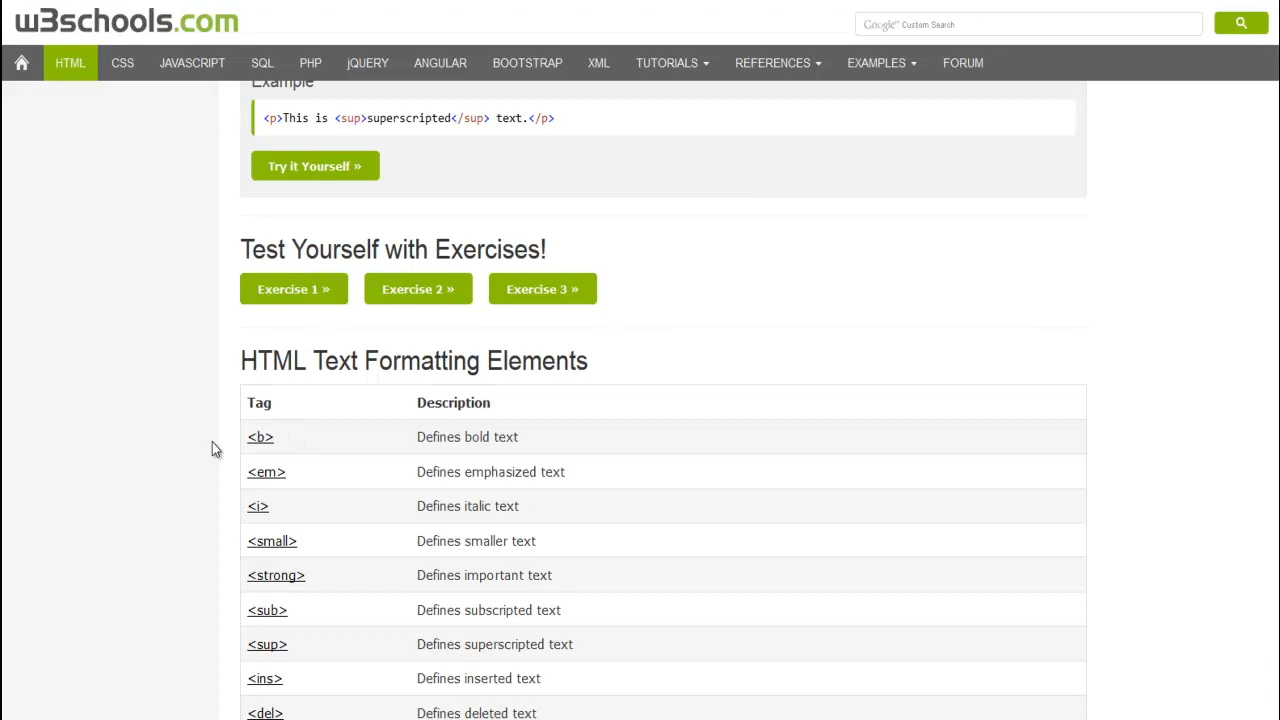 w3schools.com
Google™ Custom Search
HTML CSS JAVASCRIPT SQL PHP jQUERY ANGULAR BOOTSTRAP XML TUTORIALS REFERENCES EXAMPLES FORUM
Example
<p>This is <sup>superscripted</sup> text.</p>
Try it Yourself »
Test Yourself with Exercises!
Exercise 1 » Exercise 2 » Exercise 3 »
HTML Text Formatting Elements
Tag Description
<b> Defines bold text
<em> Defines emphasized text
<i> Defines italic text
<small> Defines smaller text
<strong> Defines important text
<sub> Defines subscripted text
<sup> Defines superscripted text
<ins> Defines inserted text
<del> Defines deleted text